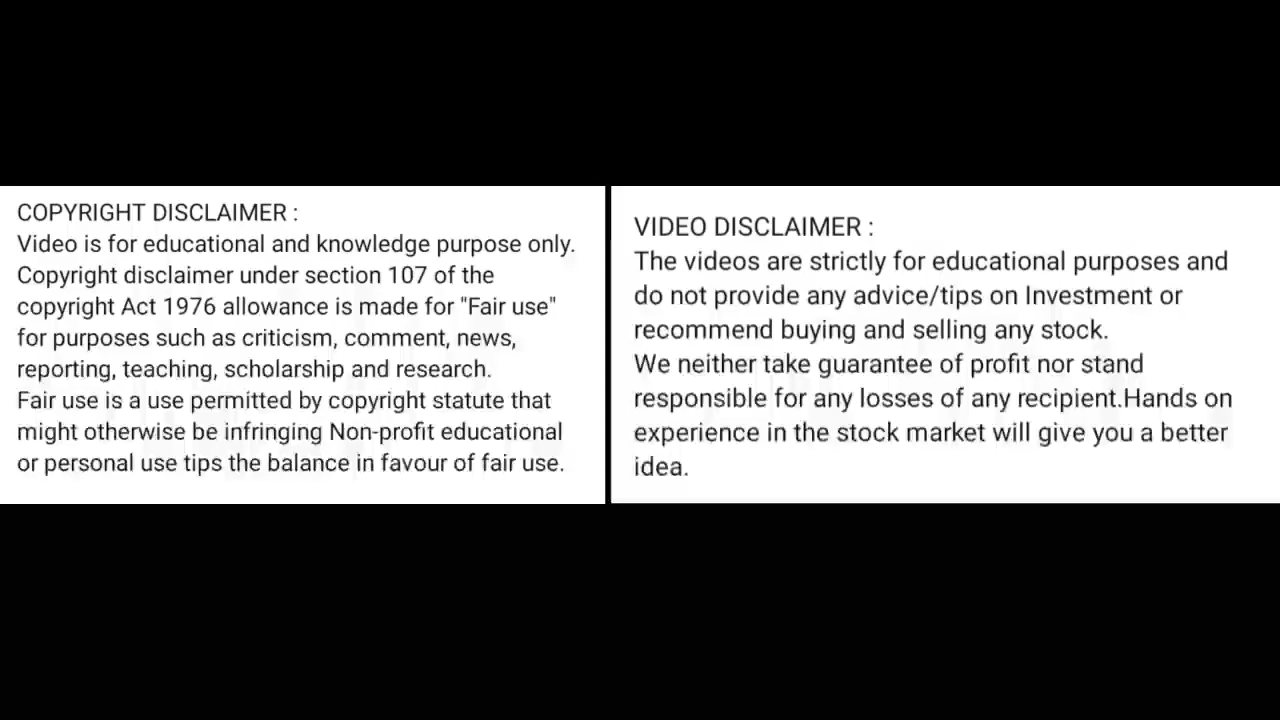 COPYRIGHT DISCLAIMER :
Video is for educational and knowledge purpose only.
Copyright disclaimer under section 107 of the
copyright Act 1976 allowance is made for "Fair use"
for purposes such as criticism, comment, news,
reporting, teaching, scholarship and research.
Fair use is a use permitted by copyright statute that
might otherwise be infringing Non-profit educational
or personal use tips the balance in favour of fair use.
VIDEO DISCLAIMER :
The videos are strictly for educational purposes and
do not provide any advice/tips on Investment or
recommend buying and selling any stock.
We neither take guarantee of profit nor stand
responsible for any losses of any recipient.Hands on
experience in the stock market will give you a better
idea.